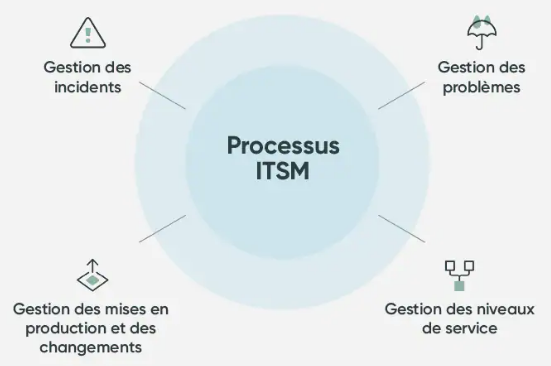 Gestion des
incidents
Gestion des
problèmes
Processus
ITSM
Gestion des mises en
production et des
changements
Gestion des niveaux
de service